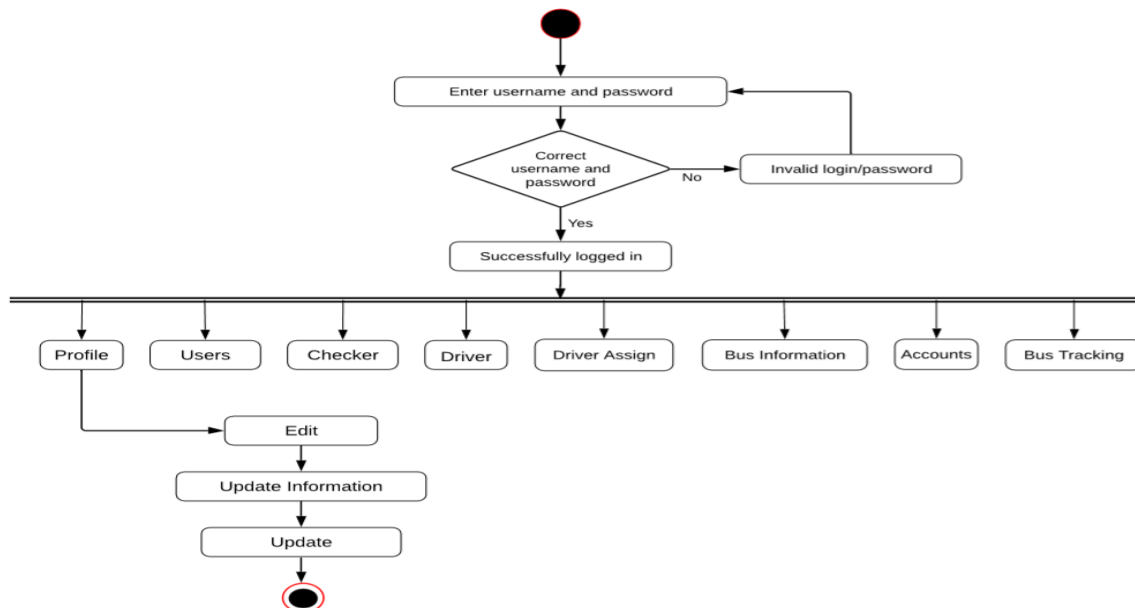 Enter username and password
Correct
username and
password
No
Invalid login/password
Yes
Successfully logged in
Profile
Users
Checker
Driver
Driver Assign
Bus Information
Accounts
Bus Tracking
Edit
Update Information
Update